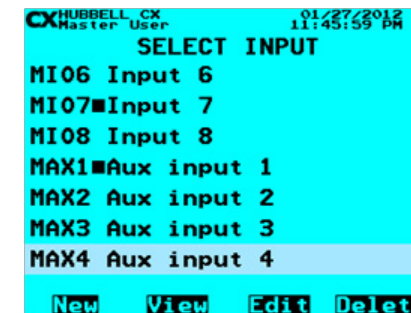 CX HUBBELL_CX 01/27/2012
Master User 11:45:59 PM
SELECT INPUT
MI06 Input 6
MI07■Input 7
MI08 Input 8
MAX1■Aux input 1
MAX2 Aux input 2
MAX3 Aux input 3
MAX4 Aux input 4
New View Edit Delet